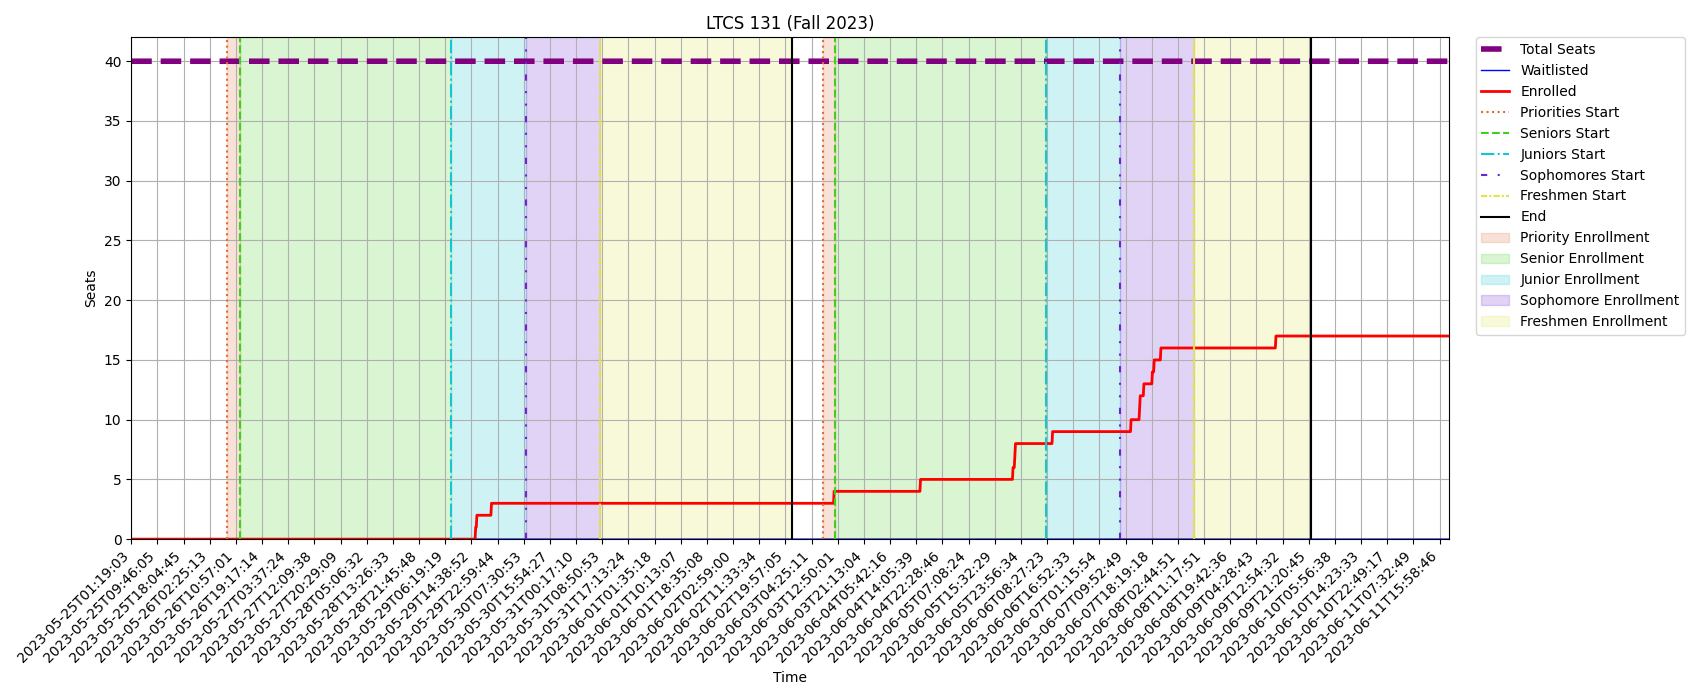 LTCS 131 (Fall 2023)
Seats
40
35
30
25
20
15
10
5
0
2023-05-25T01:19:03
2023-05-25T09:46:05
2023-05-25T18:04:45
2023-05-26T02:25:13
2023-05-26T10:57:01
2023-05-26T19:17:14
2023-05-27T03:37:24
2023-05-27T12:09:38
2023-05-27T20:29:09
2023-05-28T05:06:32
2023-05-28T13:26:33
2023-05-28T21:45:48
2023-05-29T06:19:19
2023-05-29T14:38:52
2023-05-29T22:59:44
2023-05-30T07:30:53
2023-05-30T15:54:27
2023-05-31T00:17:10
2023-05-31T08:50:53
2023-05-31T17:13:24
2023-06-01T01:35:18
2023-06-01T10:13:07
2023-06-01T18:35:08
2023-06-02T02:59:00
2023-06-02T11:33:34
2023-06-02T19:57:05
2023-06-03T04:25:11
2023-06-03T12:50:01
2023-06-03T21:13:04
2023-06-04T05:42:16
2023-06-04T14:05:39
2023-06-04T22:28:46
2023-06-05T07:08:24
2023-06-05T15:32:29
2023-06-05T23:56:34
2023-06-06T08:27:23
2023-06-06T16:52:33
2023-06-07T01:15:54
2023-06-07T09:52:49
2023-06-07T18:19:18
2023-06-08T02:44:51
2023-06-08T11:17:51
2023-06-08T19:42:36
2023-06-09T04:28:43
2023-06-09T12:54:32
2023-06-09T21:20:45
2023-06-10T05:56:38
2023-06-10T14:23:33
2023-06-10T22:49:17
2023-06-11T07:32:49
2023-06-11T15:58:46
Time
Total Seats
Waitlisted
Enrolled
Priorities Start
Seniors Start
Juniors Start
Sophomores Start
Freshmen Start
End
Priority Enrollment
Senior Enrollment
Junior Enrollment
Sophomore Enrollment
Freshmen Enrollment